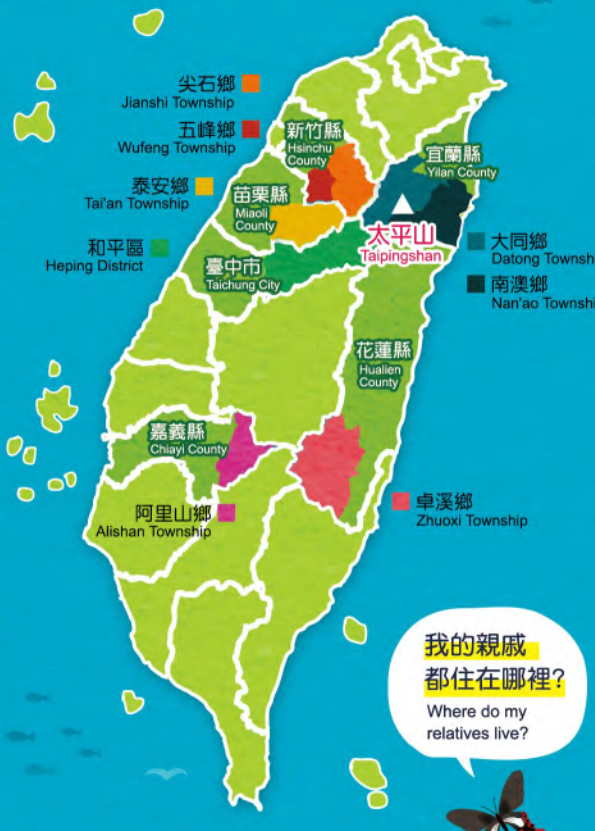 尖石鄉
Jianshi Township
五峰鄉
Wufeng Township
新竹縣
Hsinchu
County
宜蘭縣
Yilan County
泰安鄉
Tai'an Township
苗栗縣
Miaoli
County
太平山
Taipingshan
和平區
Heping District
臺中市
Taichung City
大同鄉
Datong Townsh
南澳鄉
Nan'ao Townshi
花蓮縣
Hualien
County
嘉義縣
Chiayi County
阿里山鄉
Alishan Township
卓溪鄉
Zhuoxi Township
我的親戚
都住在哪裡?
Where do my
relatives live?